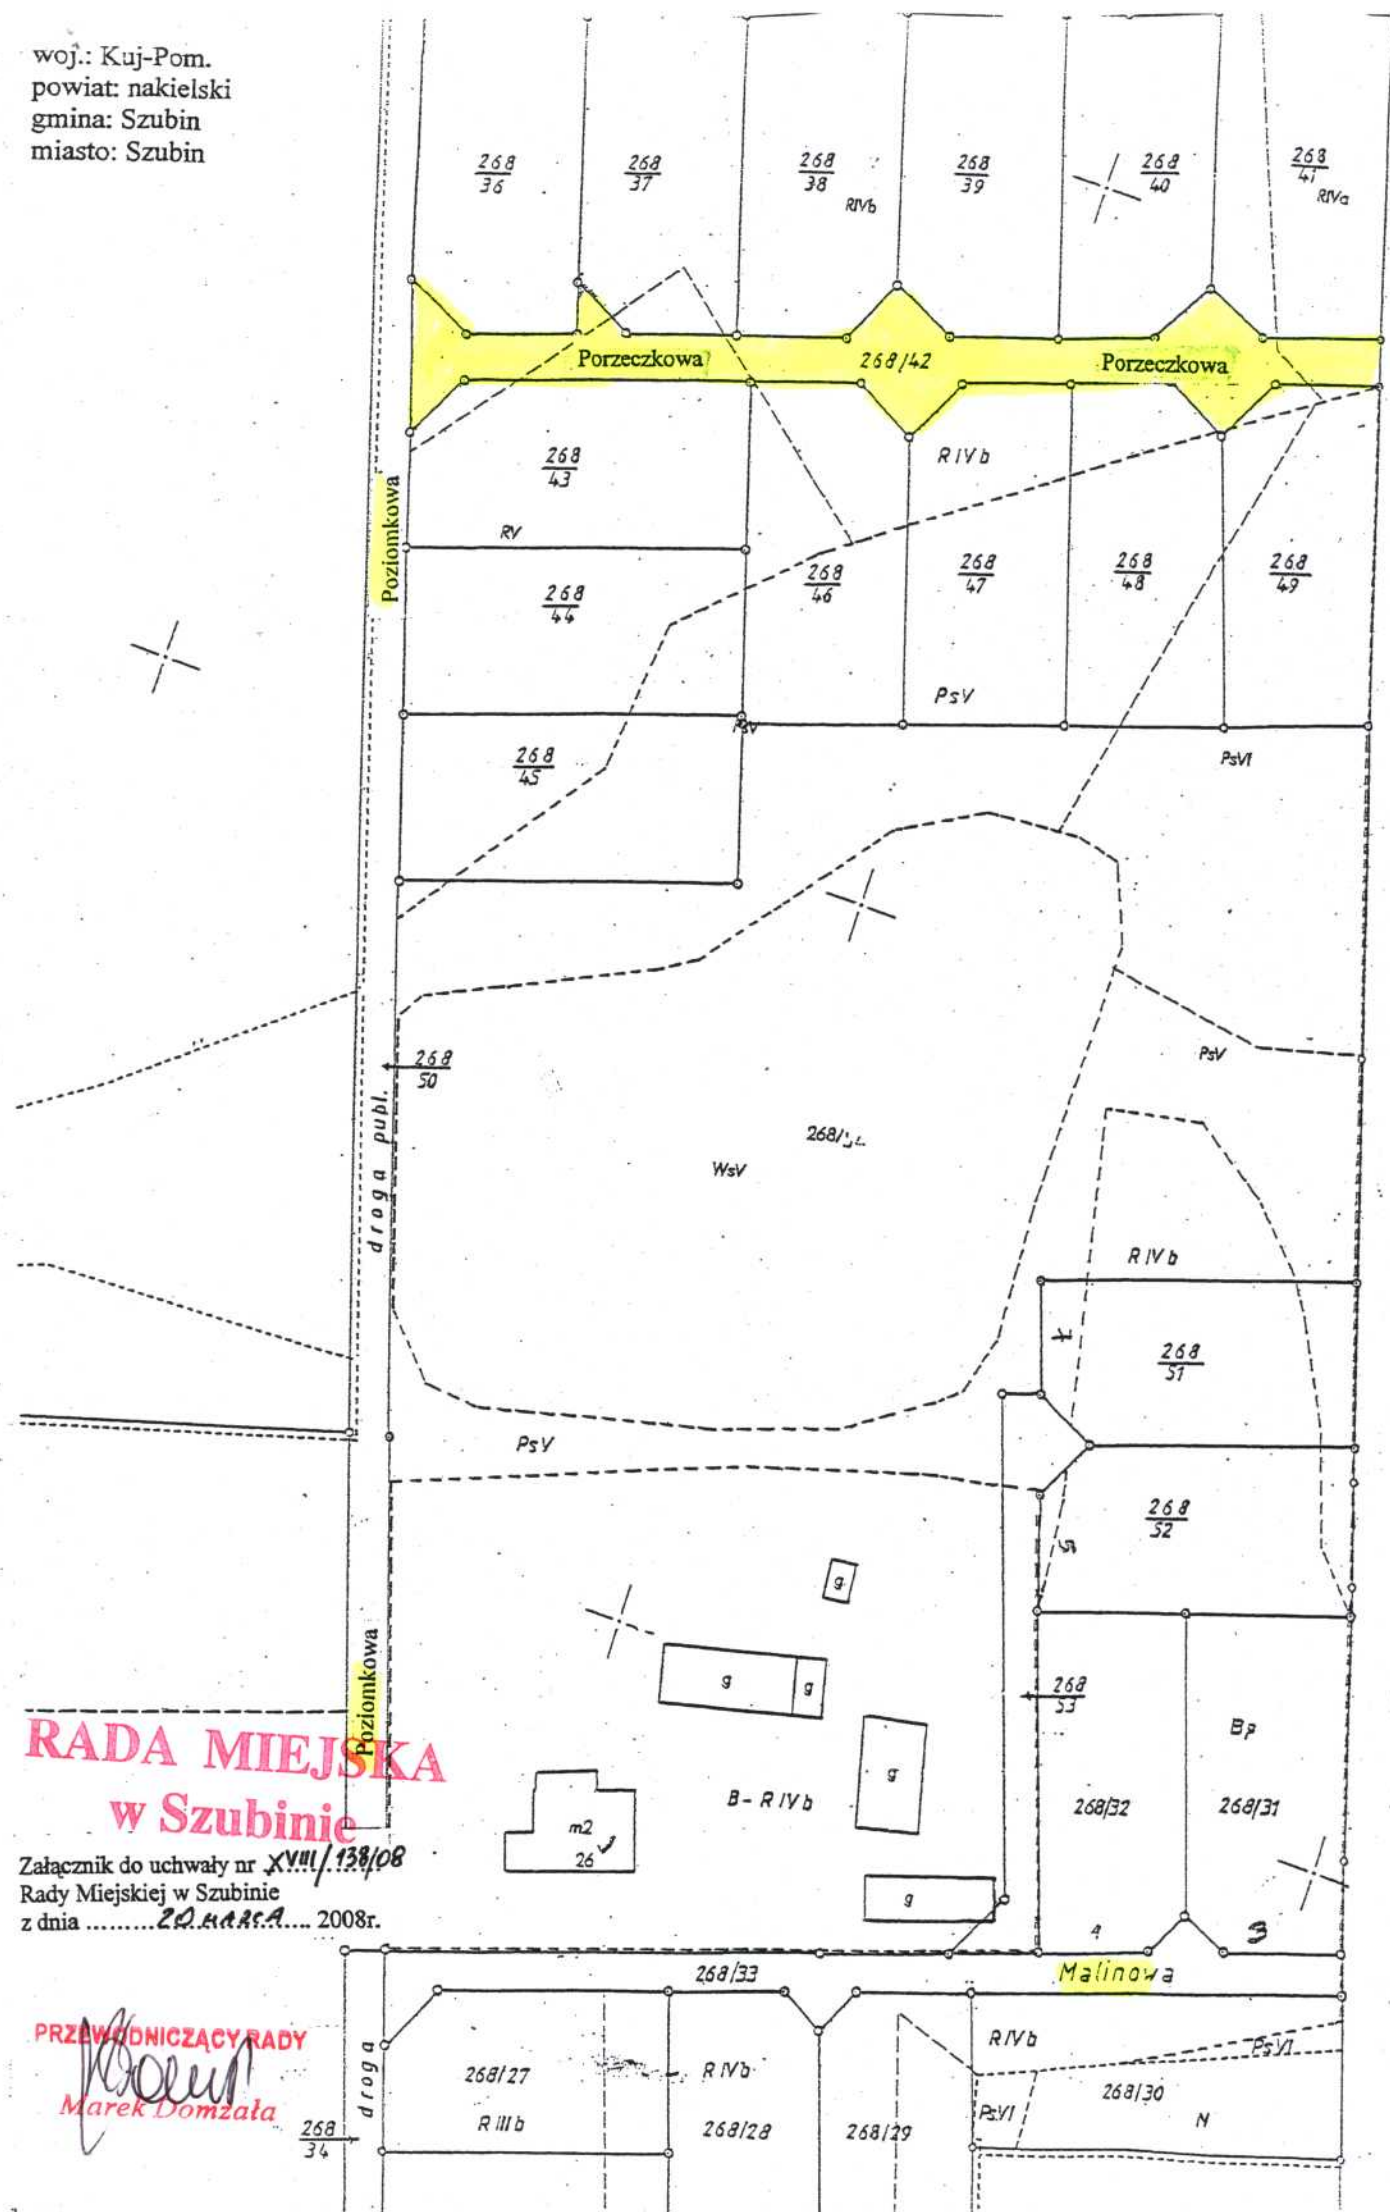 woj.: Kuj-Pom.
powiat: nakielski
gmina: Szubin
miasto: Szubin
268
36
268
37
268
38
RIVb
268
39
268
40
268
41
RIVa
Porzeczkowa
268/42
Porzeczkowa
Poziomkowa
268
43
RIVb
RV
268
44
268
46
268
47
268
48
268
49
PsV
PsV
268
45
PsVI
268
50
PsV
droga publ.
268/
WsV
RIVb
268
51
PsV
268
52
g
Poziomkowa
g
g
268
53
Bp
g
B-RIVb
268/32
268/31
m2
26
g
RADA MIEJSKA
w Szubinie
Załącznik do uchwały nr XVIII/138/08
Rady Miejskiej w Szubinie
z dnia .........20 MARCA.... 2008r.
4
3
268/33
Malinowa
PRZEWODNICZĄCY RADY
Marek Domżała
droga
268
34
268/27
RIIIb
RIVb
268/28
268/29
RIVb
PsVI
PsVI
268/30
N